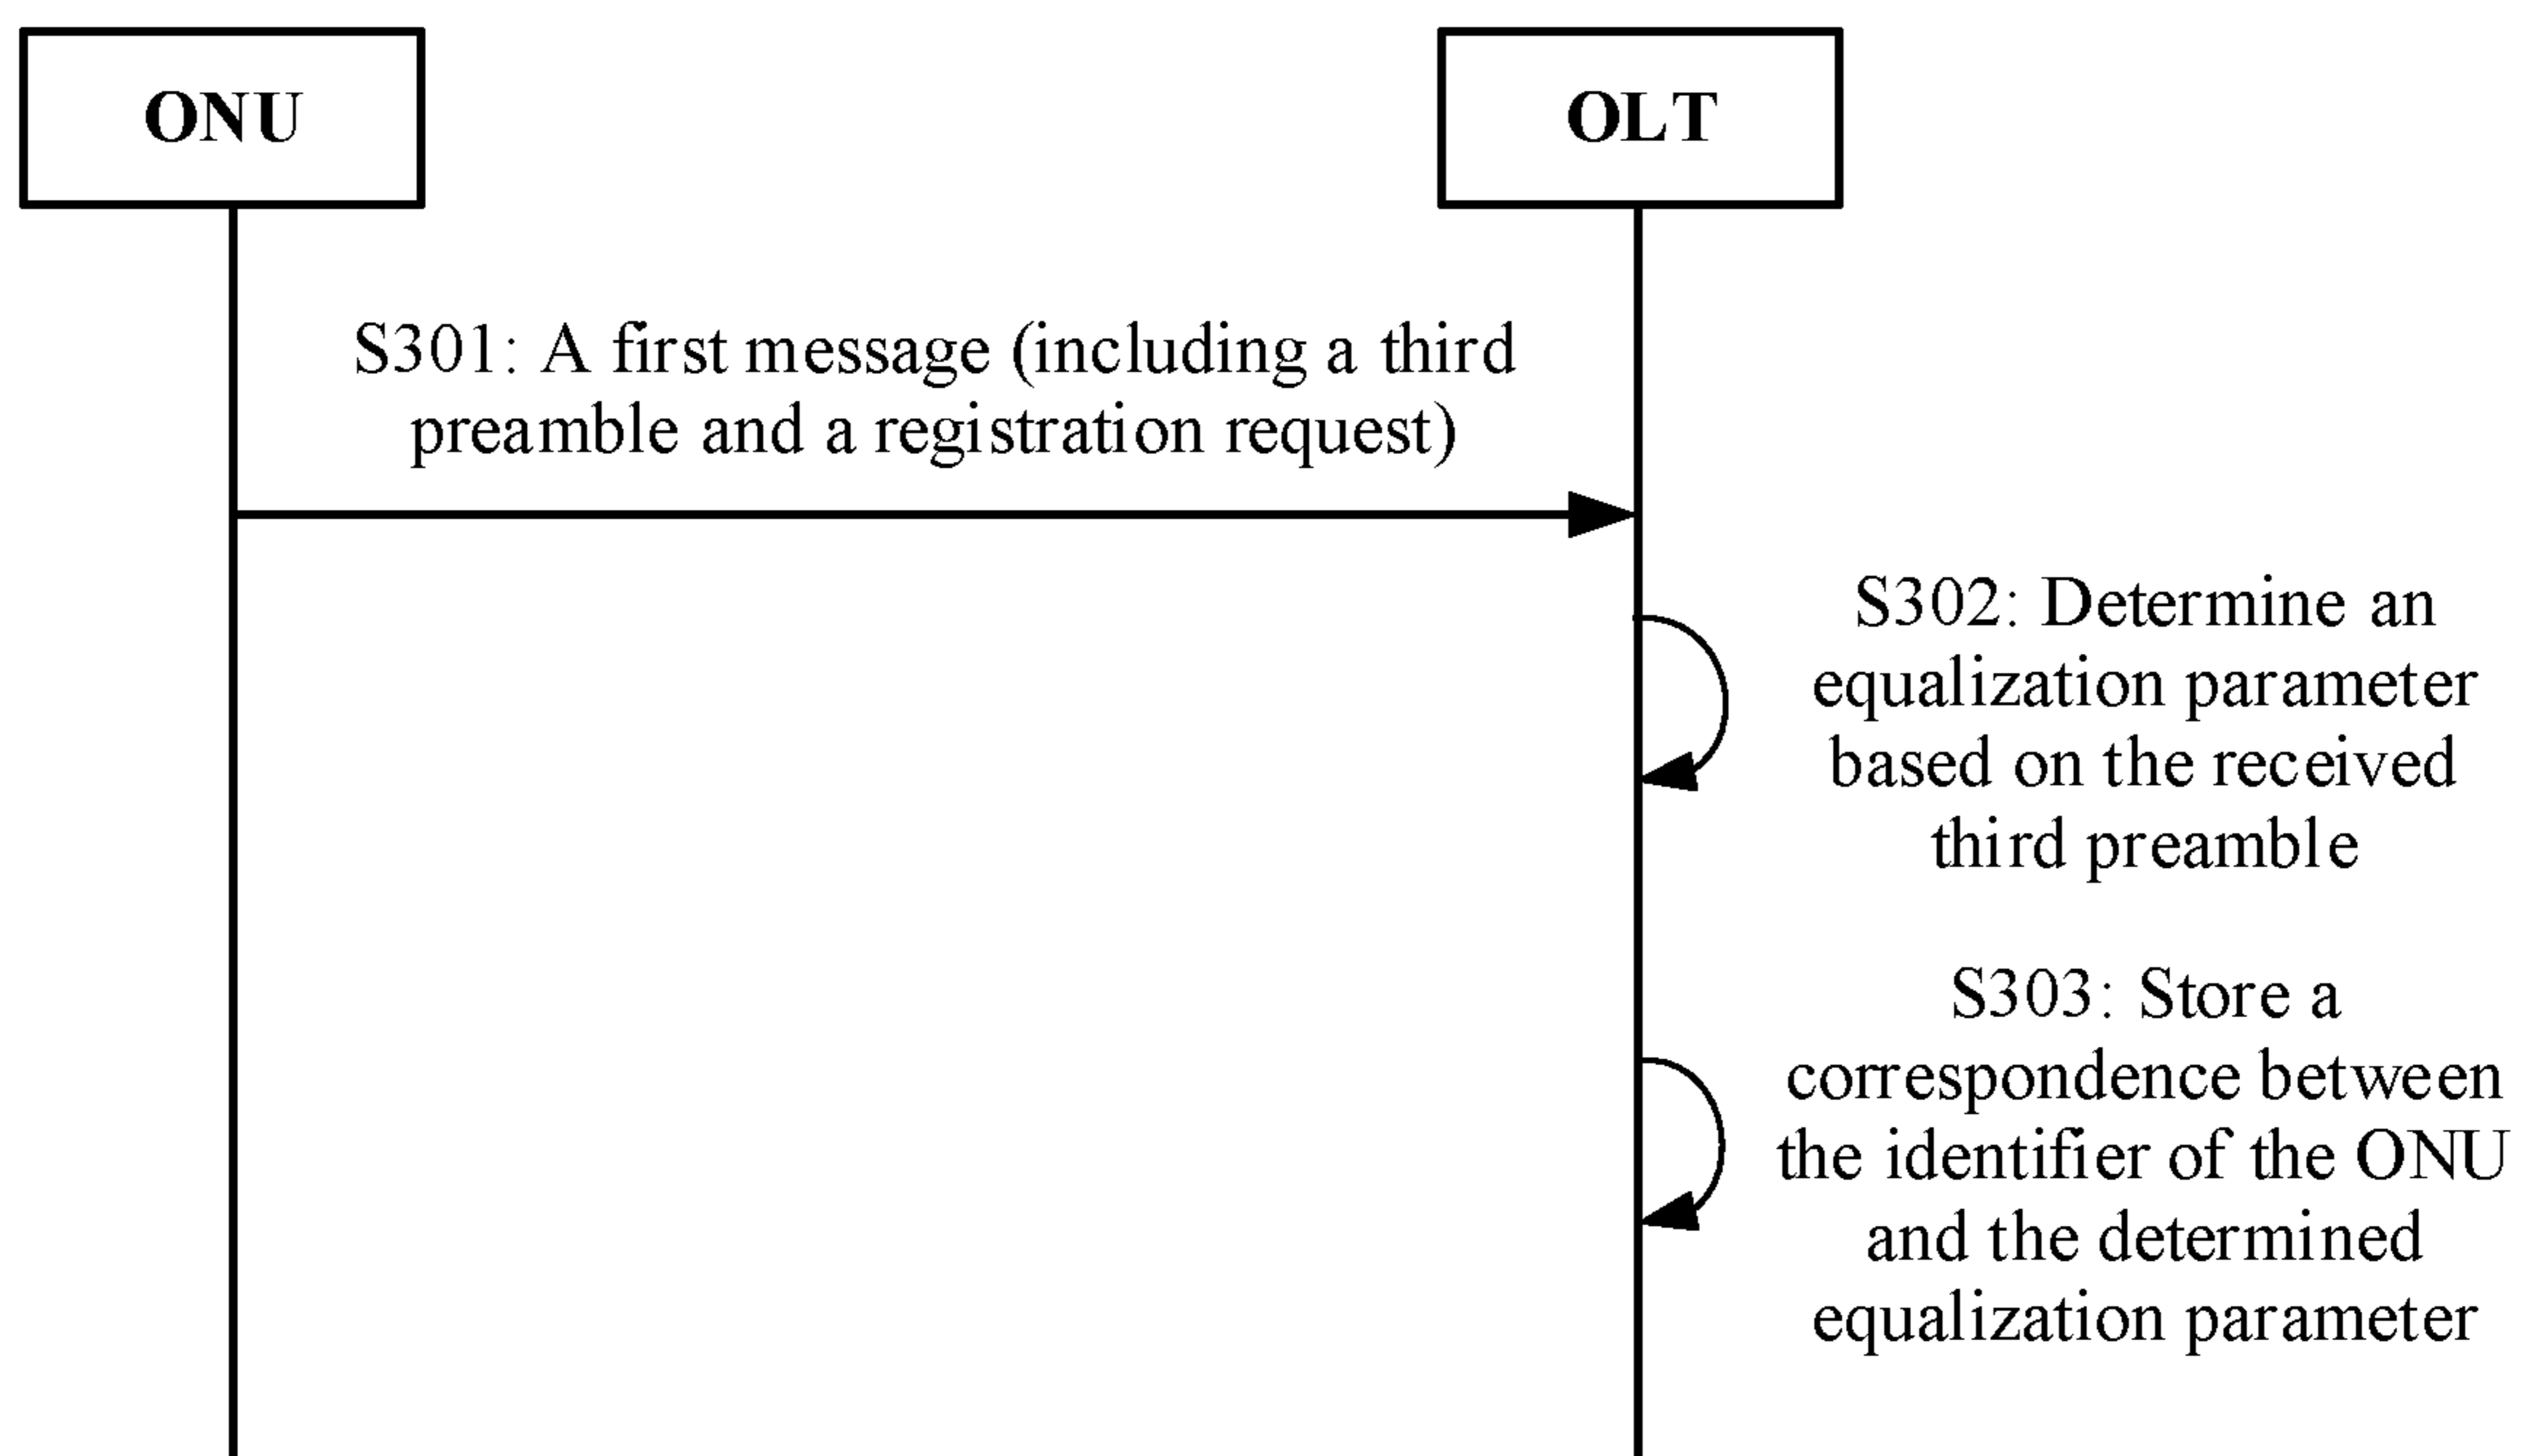 ONU
OLT
S301: A first message (including a third
preamble and a registration request)
S302: Determine an
equalization parameter
based on the received
third preamble
S303: Store a
correspondence between
the identifier of the ONU
and the determined
equalization parameter